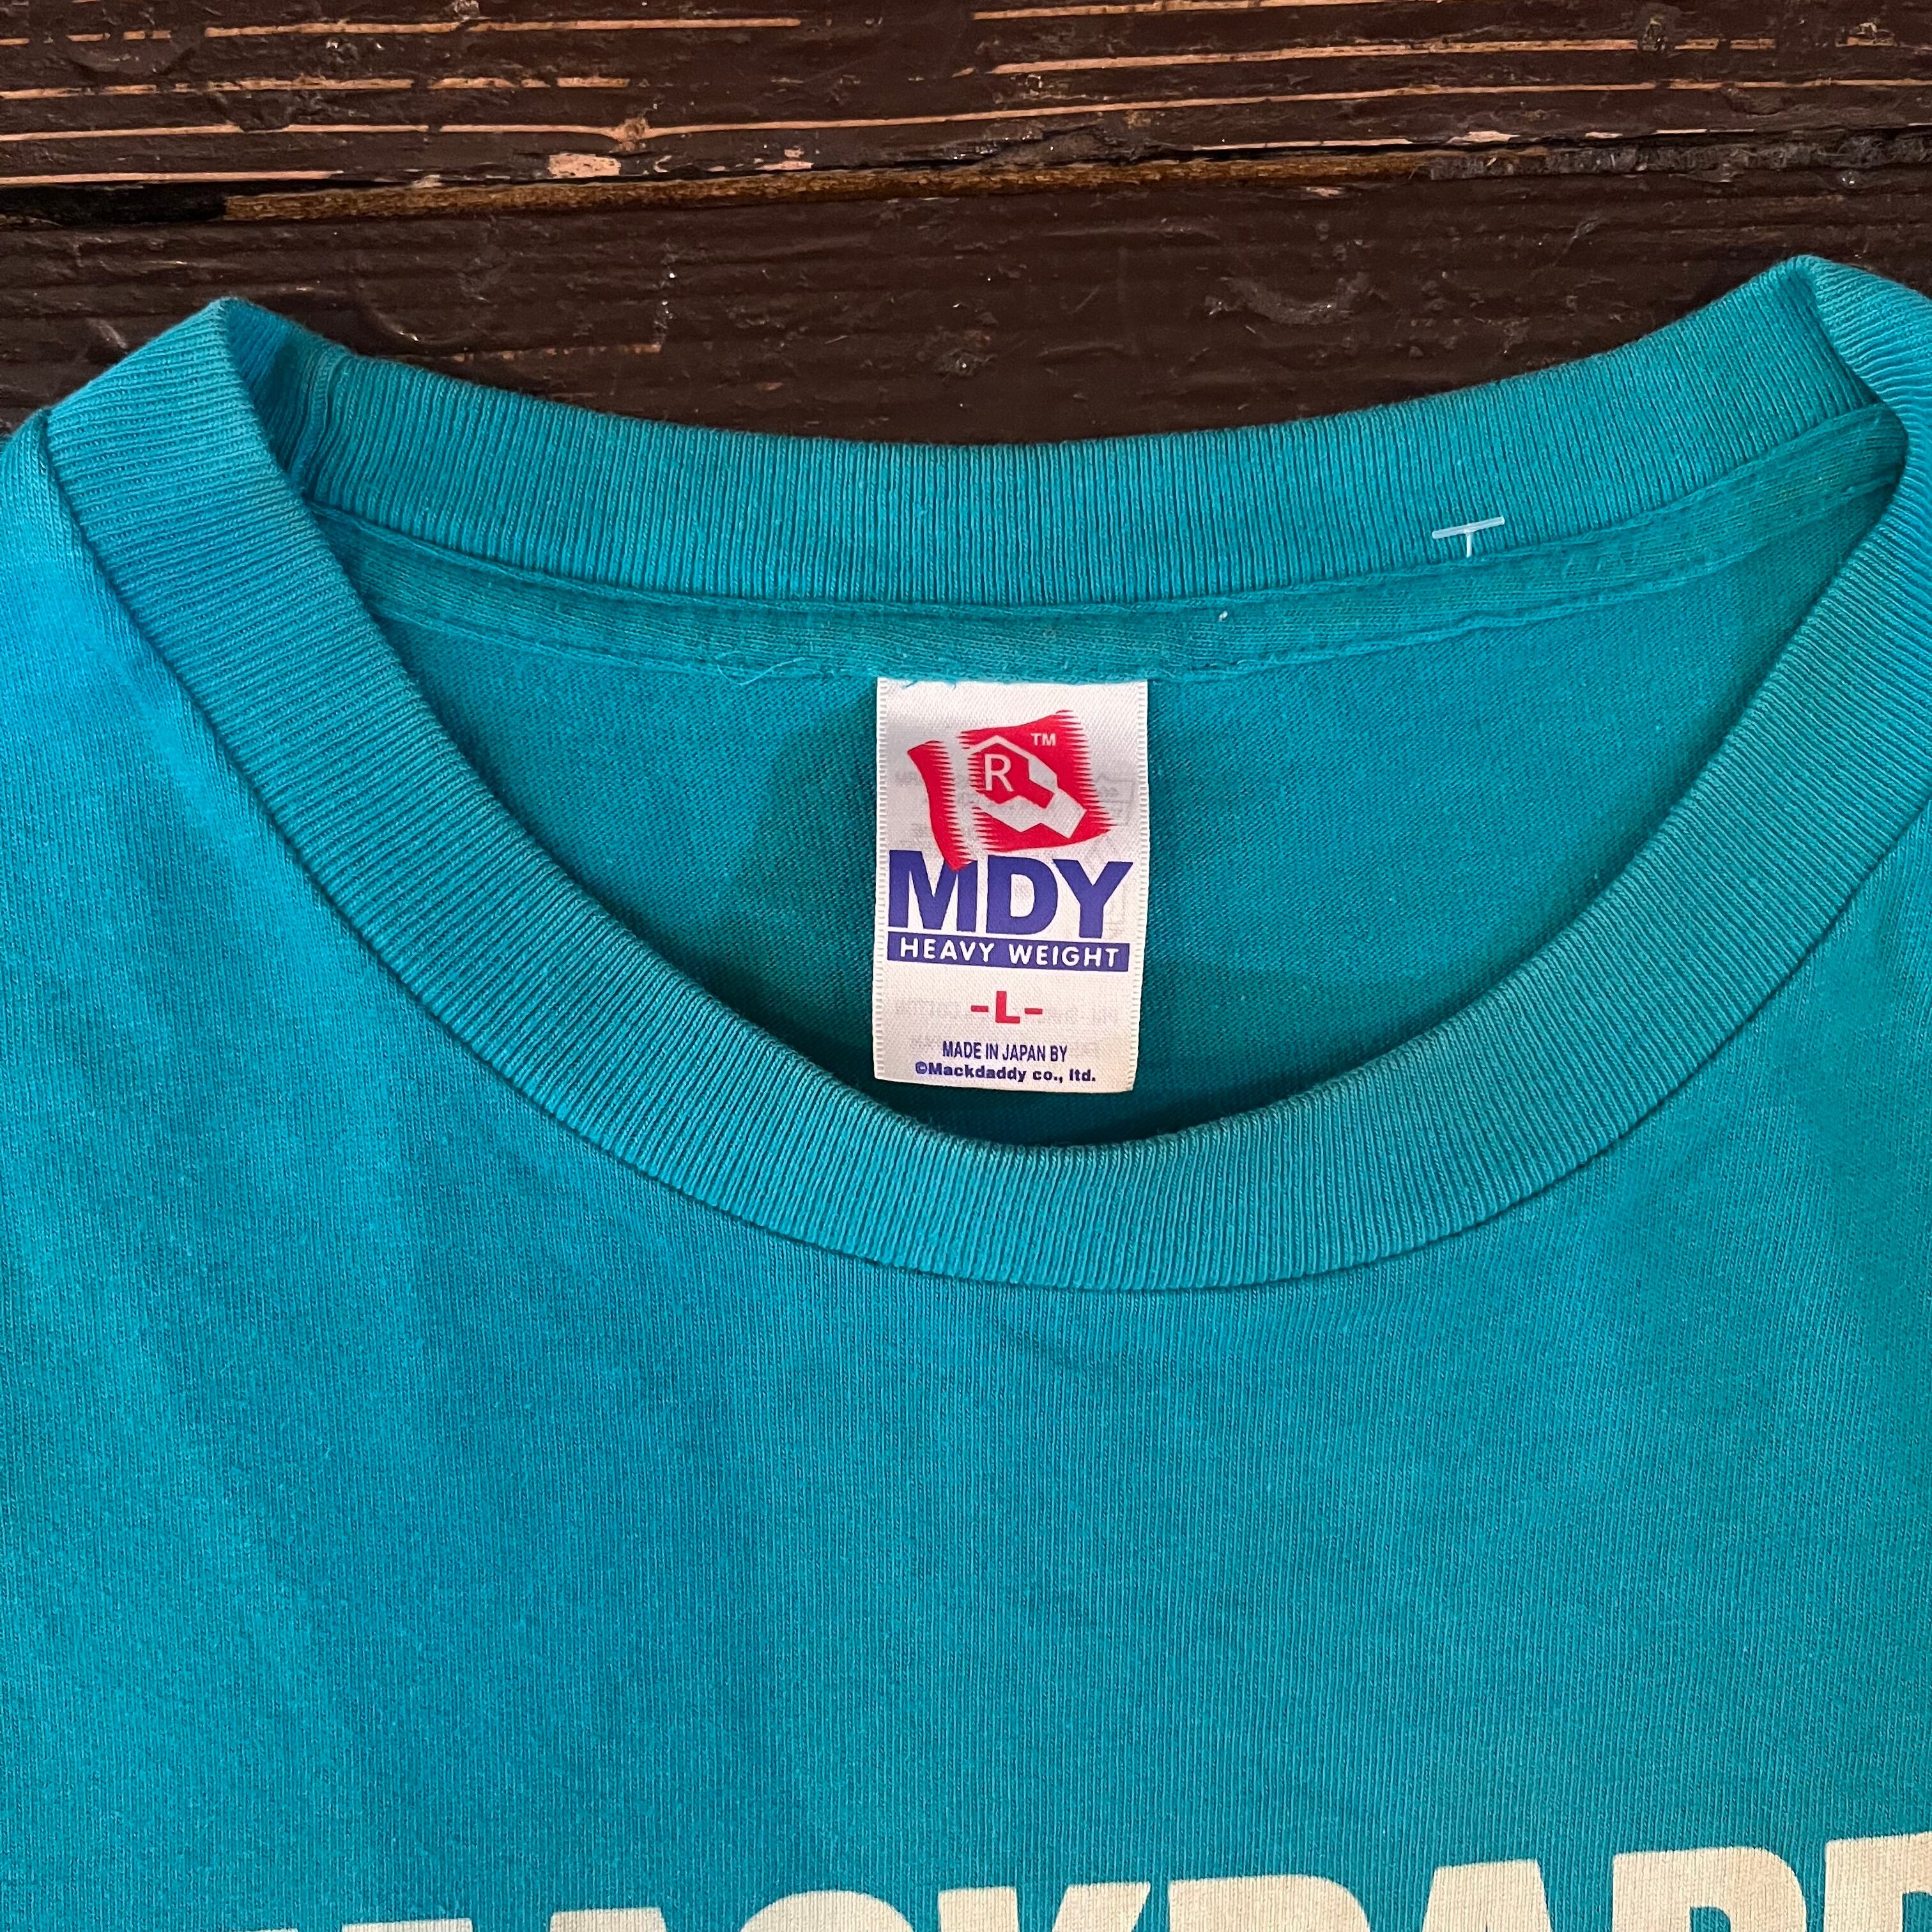 R ™
MDY
HEAVY WEIGHT
-L-
MADE IN JAPAN BY
©Mackdaddy co., ltd.